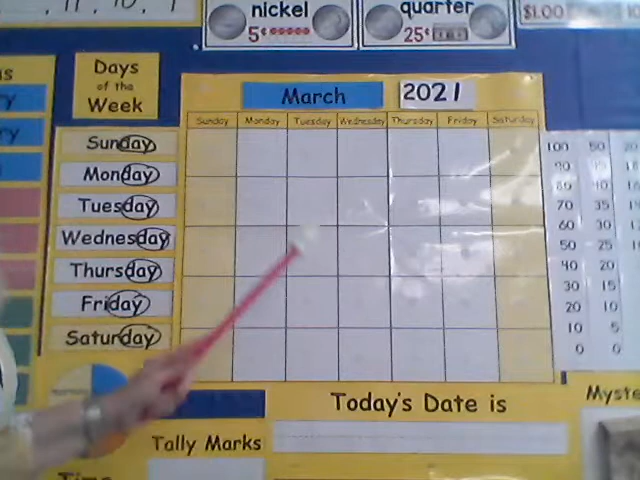 nickel
5¢
quarter
25¢
$1.00
Days
of the
Week
March 2021
Sunday Monday Tuesday Wednesday Thursday Friday Saturday
Sunday
Monday
Tuesday
Wednesday
Thursday
Friday
Saturday
100 50
90 45
80 40
70 35
60 30
50 25
40 20
30 15
20 10
10 5
0 0
Today's Date is
Tally Marks